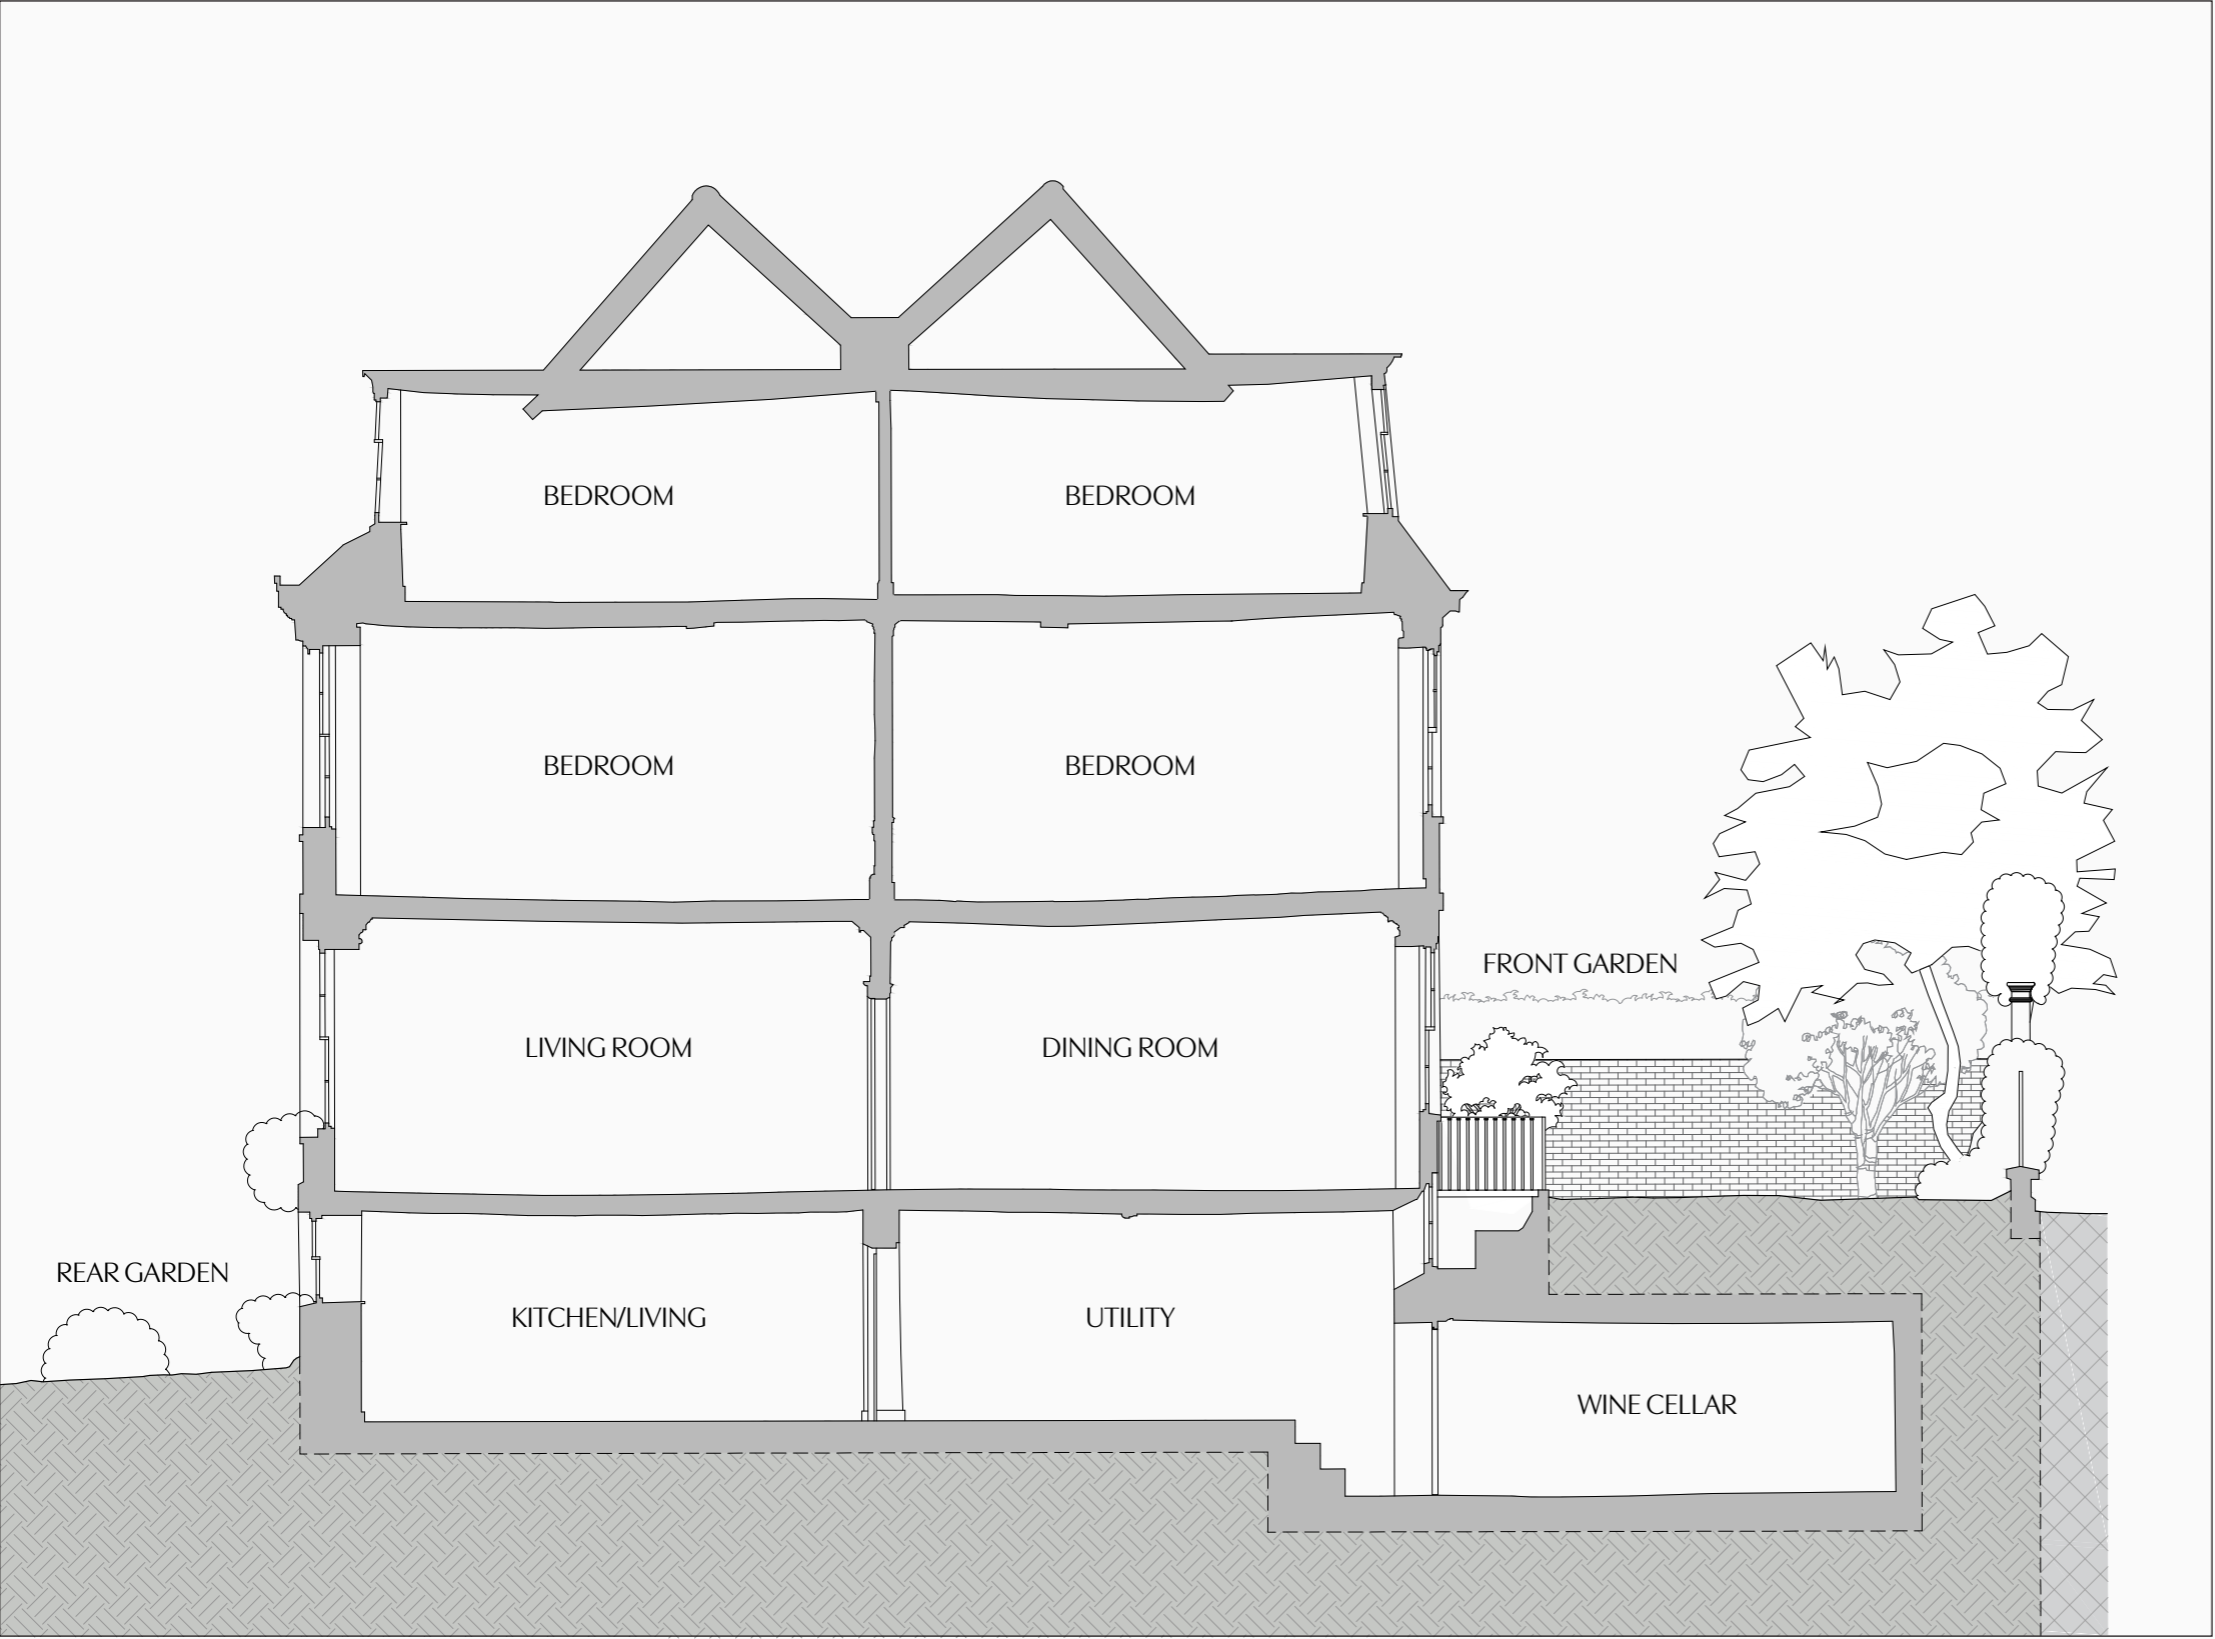 BEDROOM
BEDROOM
BEDROOM
BEDROOM
FRONT GARDEN
LIVING ROOM
DINING ROOM
REAR GARDEN
KITCHEN/LIVING
UTILITY
WINE CELLAR